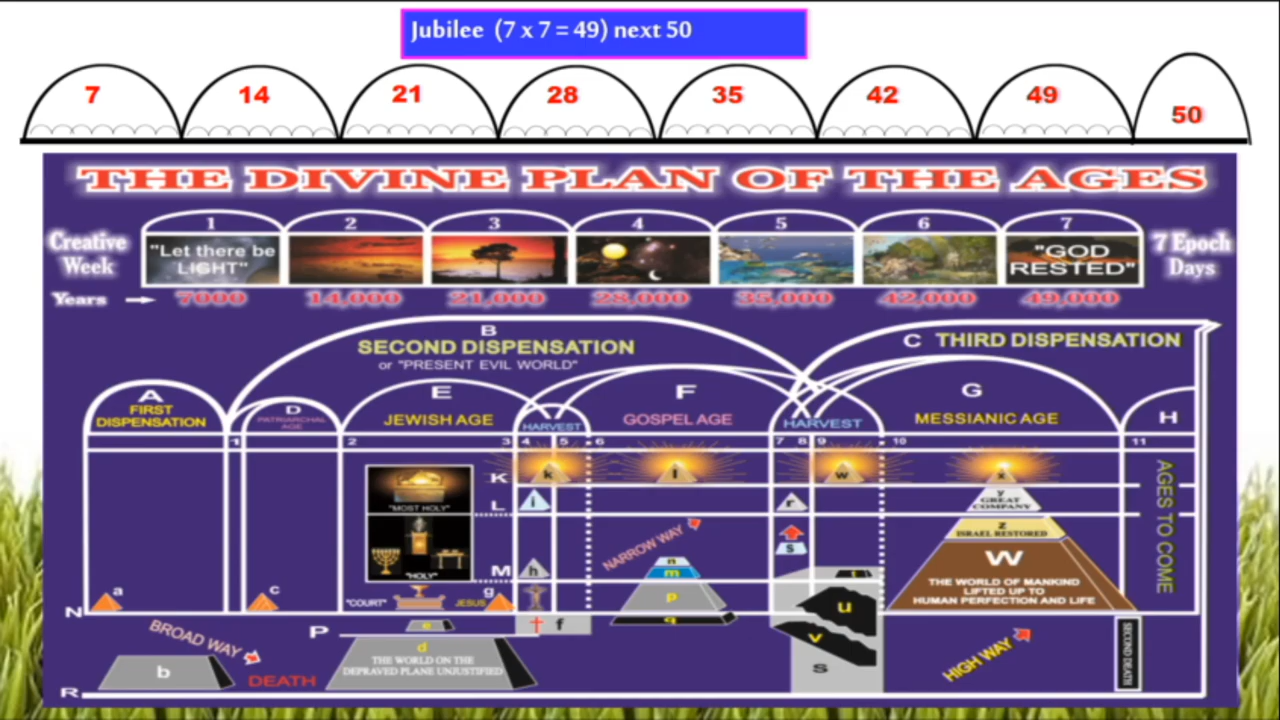 Jubilee (7 x 7 = 49) next 50
7 14 21 28 35 42 49 50
THE DIVINE PLAN OF THE AGES
1 2 3 4 5 6 7
Creative
Week
"Let there be
LIGHT"
"GOD
RESTED"
7 Epoch
Days
Years
7000 14,000 21,000 28,000 35,000 42,000 49,000
B
SECOND DISPENSATION
or "PRESENT EVIL WORLD"
C THIRD DISPENSATION
A
FIRST
DISPENSATION
D
PATRIARCHAL
AGE
E
JEWISH AGE
HARVEST
F
GOSPEL AGE
HARVEST
G
MESSIANIC AGE
H
1 2 3 4 5 6 7 8 9 10 11
K k l w x
"MOST HOLY"
L i r
y
GREAT
COMPANY
z
ISRAEL RESTORED
AGES TO COME
NARROW WAY
s
"HOLY"
M h n
m t
W
THE WORLD OF MANKIND
LIFTED UP TO
HUMAN PERFECTION AND LIFE
N a c
"COURT" JESUS g
p u
q
P e f
BROAD WAY
d
THE WORLD ON THE
DEPRAVED PLANE UNJUSTIFIED
v
S
b
DEATH
HIGH WAY
SECOND DEATH
R